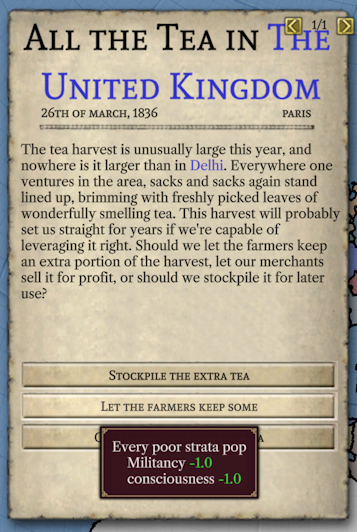 1/1
All the Tea in The
United Kingdom
26th of march, 1836 paris
The tea harvest is unusually large this year, and
nowhere is it larger than in Delhi. Everywhere one
ventures in the area, sacks and sacks again stand
lined up, brimming with freshly picked leaves of
wonderfully smelling tea. This harvest will probably
set us straight for years if we're capable of
leveraging it right. Should we let the farmers keep
an extra portion of the harvest, let our merchants
sell it for profit, or should we stockpile it for later
use?
Stockpile the extra tea
Let the farmers keep some
Every poor strata pop
Militancy -1.0
consciousness -1.0